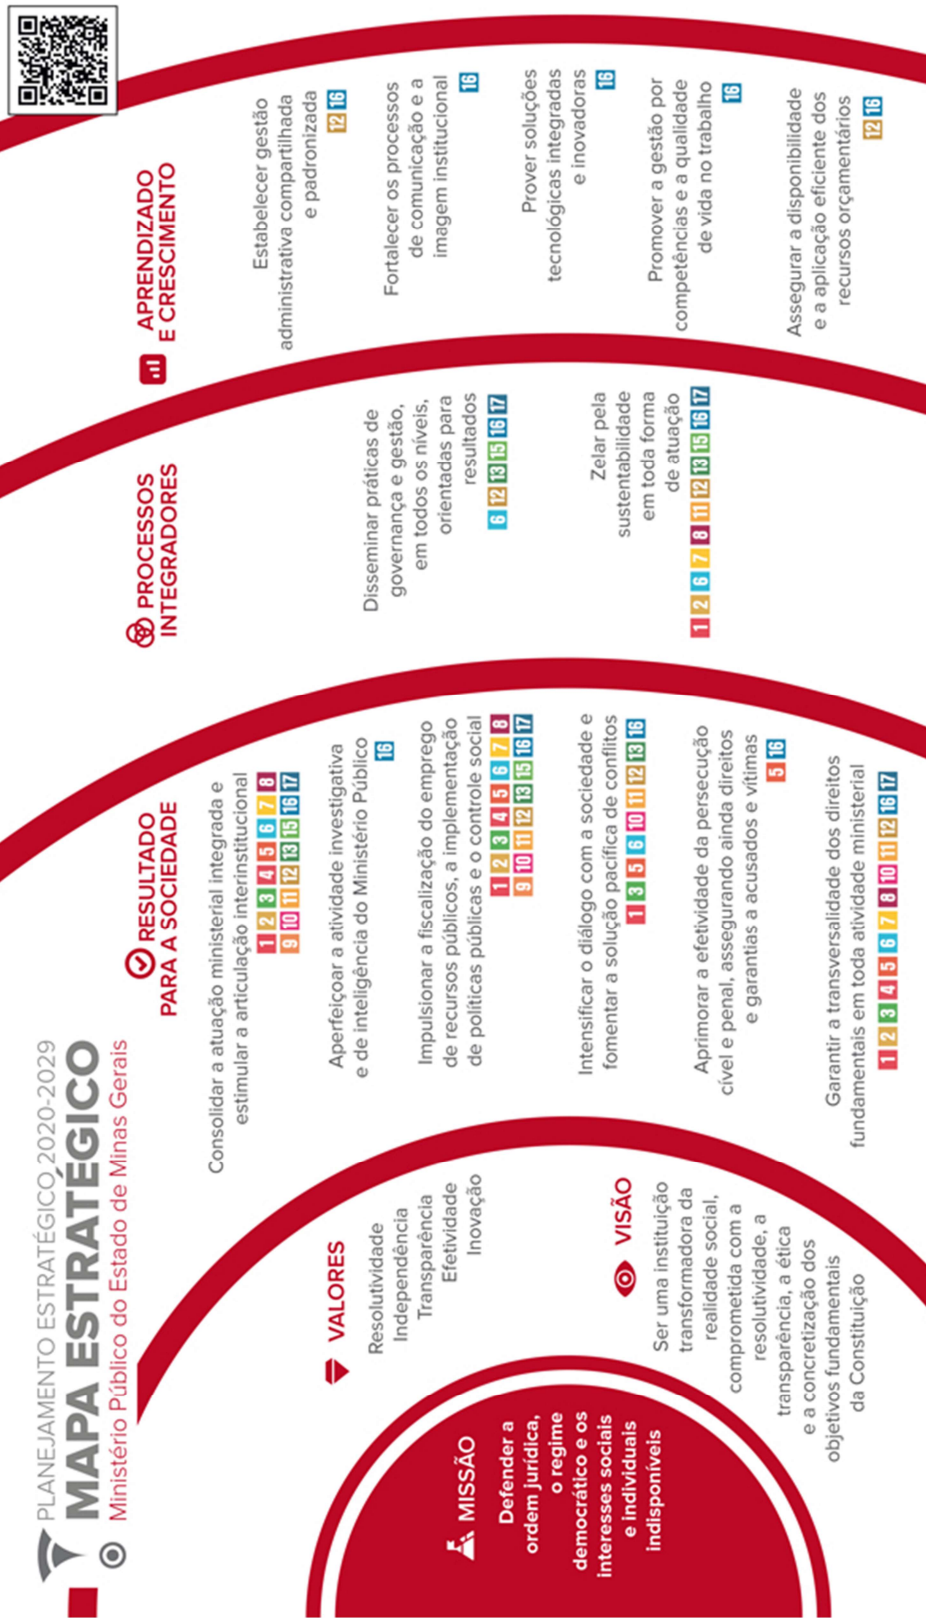 PLANEJAMENTO ESTRATÉGICO 2020-2029
MAPA ESTRATÉGICO
Ministério Público do Estado de Minas Gerais
MISSÃO
Defender a
ordem jurídica,
o regime
democrático e os
interesses sociais
e individuais
indisponíveis
VALORES
Resolutividade
Independência
Transparência
Efetividade
Inovação
VISÃO
Ser uma instituição
transformadora da
realidade social,
comprometida com a
resolutividade, a
transparência, a ética
e a concretização dos
objetivos fundamentais
da Constituição
RESULTADO
PARA A SOCIEDADE
Consolidar a atuação ministerial integrada e
estimular a articulação interinstitucional
1 2 3 4 5 6 7 8
9 10 11 12 13 15 16 17
Aperfeiçoar a atividade investigativa
e de inteligência do Ministério Público
16
Impulsionar a fiscalização do emprego
de recursos públicos, a implementação
de políticas públicas e o controle social
1 2 3 4 5 6 7 8
9 10 11 12 13 15 16 17
Intensificar o diálogo com a sociedade e
fomentar a solução pacífica de conflitos
1 3 5 6 10 11 12 13 16
Aprimorar a efetividade da persecução
cível e penal, assegurando ainda direitos
e garantias a acusados e vítimas
5 16
Garantir a transversalidade dos direitos
fundamentais em toda atividade ministerial
1 2 3 4 5 6 7 8 10 11 12 16 17
PROCESSOS
INTEGRADORES
Disseminar práticas de
governança e gestão,
em todos os níveis,
orientadas para
resultados
6 12 13 15 16 17
Zelar pela
sustentabilidade
em toda forma
de atuação
1 2 6 7 8 11 12 13 15 16 17
APRENDIZADO
E CRESCIMENTO
Estabelecer gestão
administrativa compartilhada
e padronizada
12 16
Fortalecer os processos
de comunicação e a
imagem institucional
16
Prover soluções
tecnológicas integradas
e inovadoras
16
Promover a gestão por
competências e a qualidade
de vida no trabalho
16
Assegurar a disponibilidade
e a aplicação eficiente dos
recursos orçamentários
12 16